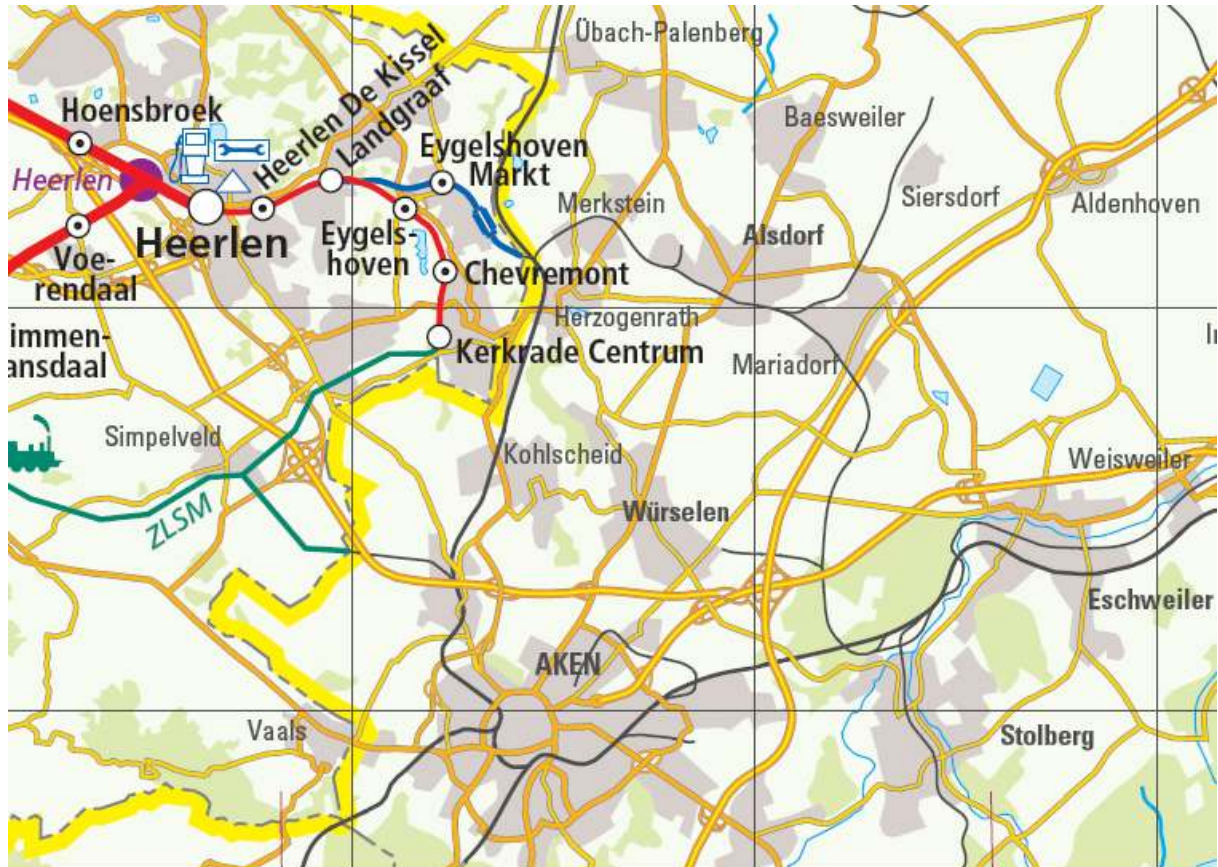 Übach-Palenberg
Hoensbroek
Heerlen De Kissel
Landgraaf
Baesweiler
Eygelshoven
Markt
Heerlen
Merkstein
Siersdorf
Aldenhoven
Heerlen
Voe-
rendaal
Eygels-
hoven
Alsdorf
Chevremont
Herzogenrath
immen-
ansdaal
Kerkrade Centrum
Mariadorf
In
Simpelveld
Kohlscheid
Weisweiler
ZLSM
Würselen
Eschweiler
AKEN
Vaals
Stolberg